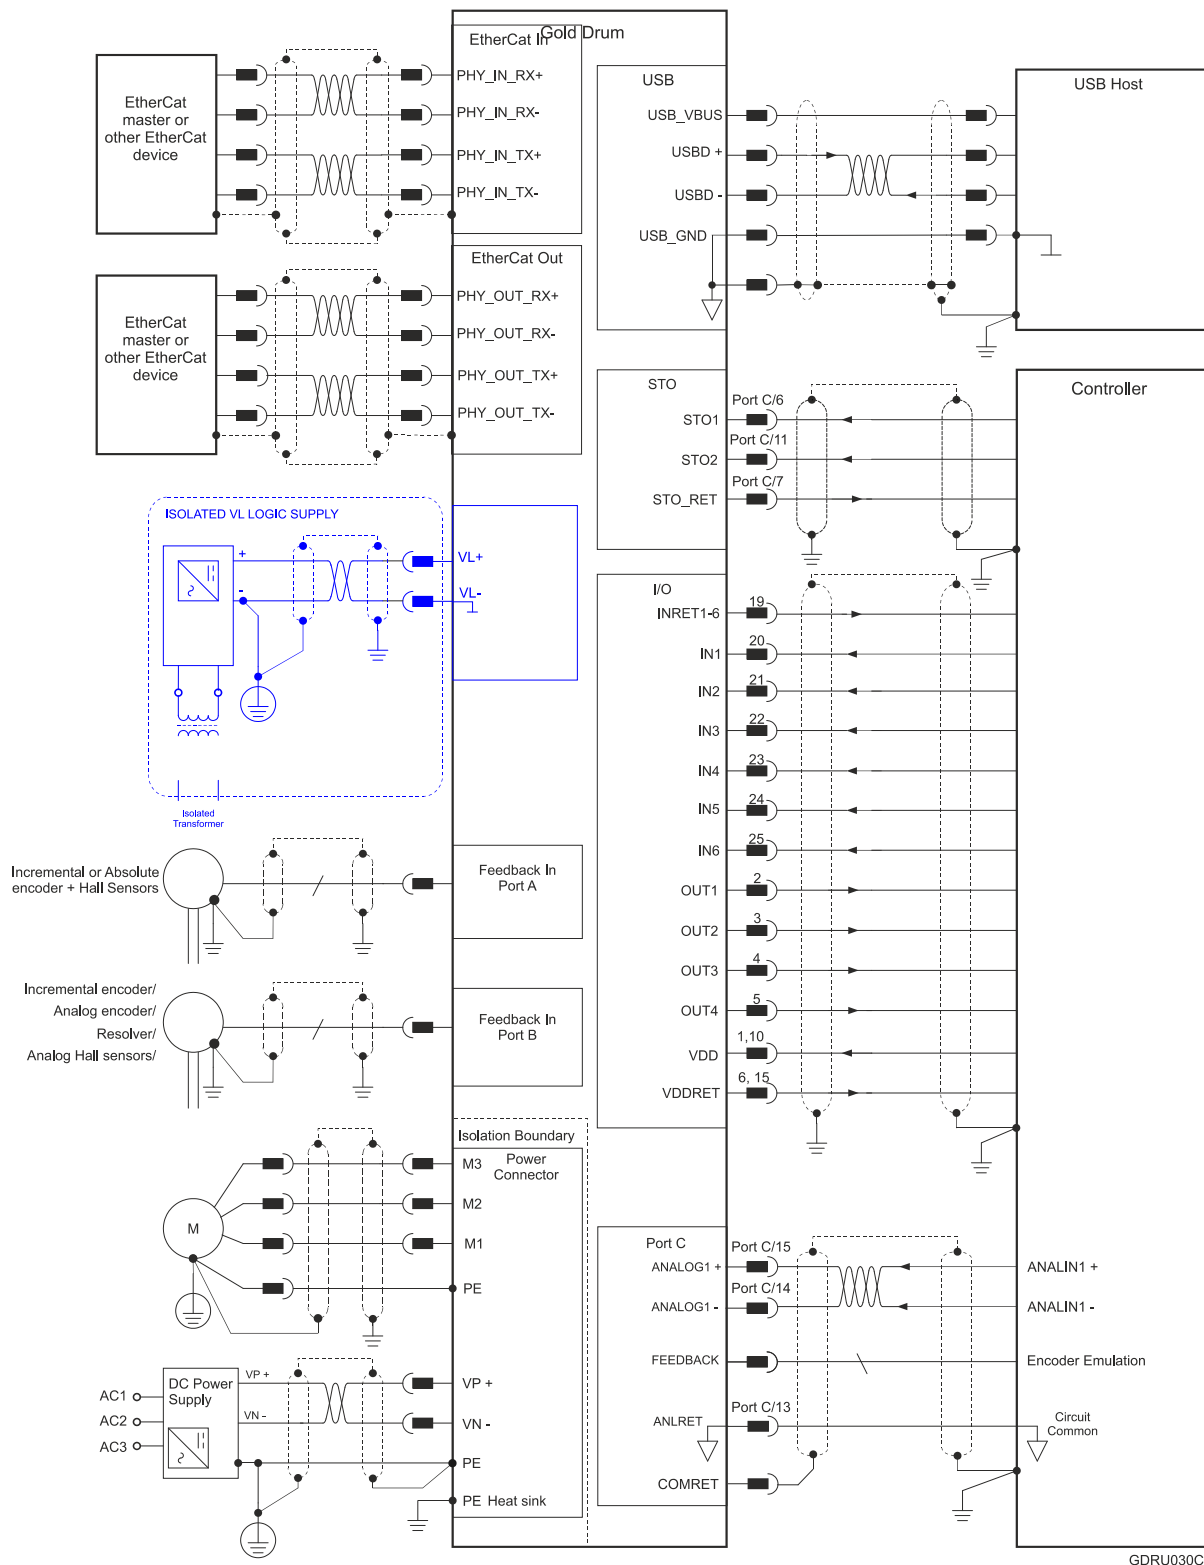 Gold Drum
EtherCat In
EtherCat
master or
other EtherCat
device
PHY_IN_RX+
PHY_IN_RX-
PHY_IN_TX+
PHY_IN_TX-
EtherCat Out
EtherCat
master or
other EtherCat
device
PHY_OUT_RX+
PHY_OUT_RX-
PHY_OUT_TX+
PHY_OUT_TX-
ISOLATED VL LOGIC SUPPLY
+
-
VL+
VL-
Isolated
Transformer
Incremental or Absolute
encoder + Hall Sensors
Feedback In
Port A
Incremental encoder/
Analog encoder/
Resolver/
Analog Hall sensors/
Feedback In
Port B
Isolation Boundary
Power
Connector
M
M3
M2
M1
PE
AC1
AC2
AC3
DC Power
Supply
VP +
VN -
VP +
VN -
PE
PE Heat sink
USB
USB_VBUS
USBD +
USBD -
USB_GND
USB Host
STO
STO1
Port C/6
STO2
Port C/11
STO_RET
Port C/7
Controller
I/O
INRET1-6
19
IN1
20
IN2
21
IN3
22
IN4
23
IN5
24
IN6
25
OUT1
2
OUT2
3
OUT3
4
OUT4
5
VDD
1,10
VDDRET
6, 15
Port C
ANALOG1 +
Port C/15
ANALIN1 +
ANALOG1 -
Port C/14
ANALIN1 -
FEEDBACK
Encoder Emulation
ANLRET
Port C/13
Circuit
Common
COMRET
GDRU030C